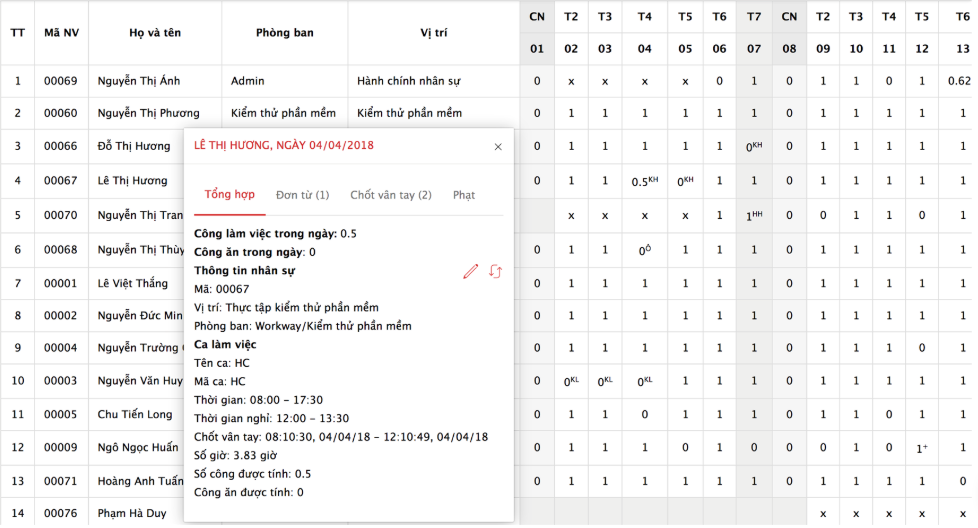 TT Mã NV Họ và tên Phòng ban Vị trí CN T2 T3 T4 T5 T6 T7 CN T2 T3 T4 T5 T6
01 02 03 04 05 06 07 08 09 10 11 12 13
1 00069 Nguyễn Thị Ánh Admin Hành chính nhân sự 0 x x x x 0 1 0 1 1 0 1 0.62
2 00060 Nguyễn Thị Phương Kiểm thử phần mềm Kiểm thử phần mềm 0 1 1 1 1 1 1 0 1 1 1 1 1
3 00066 Đỗ Thị Hương 0 1 1 1 1 1 0KH 0 1 1 1 1 1
4 00067 Lê Thị Hương 0 1 1 0.5KH 0KH 1 1 0 1 1 1 1 1
5 00070 Nguyễn Thị Tran x x x x 1 1HH 0 0 1 1 0 1
6 00068 Nguyễn Thị Thùy 0 1 1 0Ô 1 1 1 0 1 1 1 1 1
7 00001 Lê Việt Thắng 0 1 1 1 1 1 1 0 1 1 1 1 1
8 00002 Nguyễn Đức Min 0 1 1 1 1 1 1 0 1 1 1 1 1
9 00004 Nguyễn Trường 0 1 1 1 1 1 1 0 1 1 1 0 1
10 00003 Nguyễn Văn Huy 0 0KL 0KL 0KL 1 1 1 0 1 1 1 1 1
11 00005 Chu Tiến Long 0 1 1 0 1 1 1 0 1 1 0 1 1
12 00009 Ngô Ngọc Huấn 0 1 1 1 0 1 0 0 0 1 0 1+ 1
13 00071 Hoàng Anh Tuấn 0 1 1 1 1 1 1 0 1 1 1 1 0
14 00076 Phạm Hà Duy x x x x x
LÊ THỊ HƯƠNG, NGÀY 04/04/2018 ×
Tổng hợp Đơn từ (1) Chốt vân tay (2) Phạt
Công làm việc trong ngày: 0.5
Công ăn trong ngày: 0
Thông tin nhân sự
Mã: 00067
Vị trí: Thực tập kiểm thử phần mềm
Phòng ban: Workway/Kiểm thử phần mềm
Ca làm việc
Tên ca: HC
Mã ca: HC
Thời gian: 08:00 - 17:30
Thời gian nghỉ: 12:00 - 13:30
Chốt vân tay: 08:10:30, 04/04/18 - 12:10:49, 04/04/18
Số giờ: 3.83 giờ
Số công được tính: 0.5
Công ăn được tính: 0